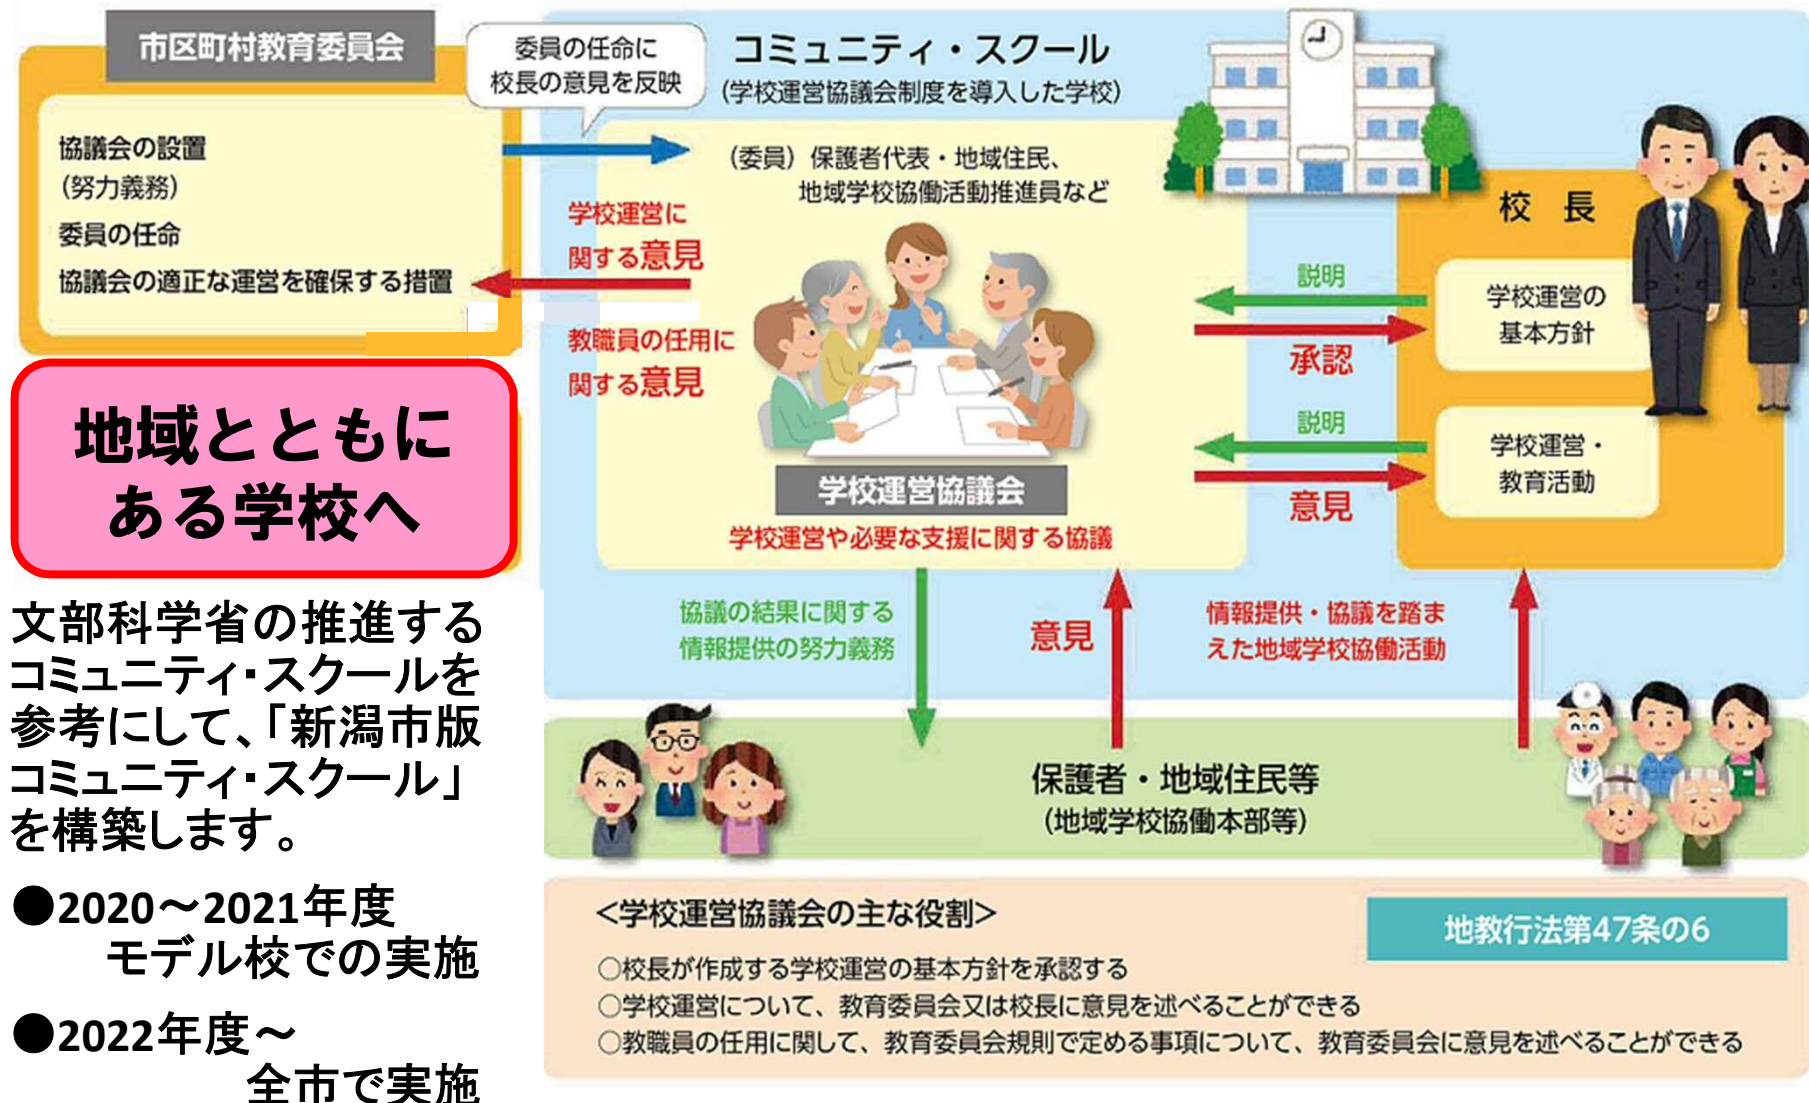 市区町村教育委員会
協議会の設置
(努力義務)
委員の任命
協議会の適正な運営を確保する措置
委員の任命に
校長の意見を反映
コミュニティ・スクール
(学校運営協議会制度を導入した学校)
(委員) 保護者代表・地域住民、
地域学校協働活動推進員など
学校運営に
関する意見
教職員の任用に
関する意見
学校運営協議会
学校運営や必要な支援に関する協議
校 長
説明
承認
学校運営の
基本方針
説明
意見
学校運営・
教育活動
協議の結果に関する
情報提供の努力義務
意見
情報提供・協議を踏ま
えた地域学校協働活動
保護者・地域住民等
(地域学校協働本部等)
<学校運営協議会の主な役割>
地教行法第47条の6
○校長が作成する学校運営の基本方針を承認する
○学校運営について、教育委員会又は校長に意見を述べることができる
○教職員の任用に関して、教育委員会規則で定める事項について、教育委員会に意見を述べることができる
地域とともに
ある学校へ
文部科学省の推進する
コミュニティ・スクールを
参考にして、「新潟市版
コミュニティ・スクール」
を構築します。
●2020～2021年度
モデル校での実施
●2022年度～
全市で実施